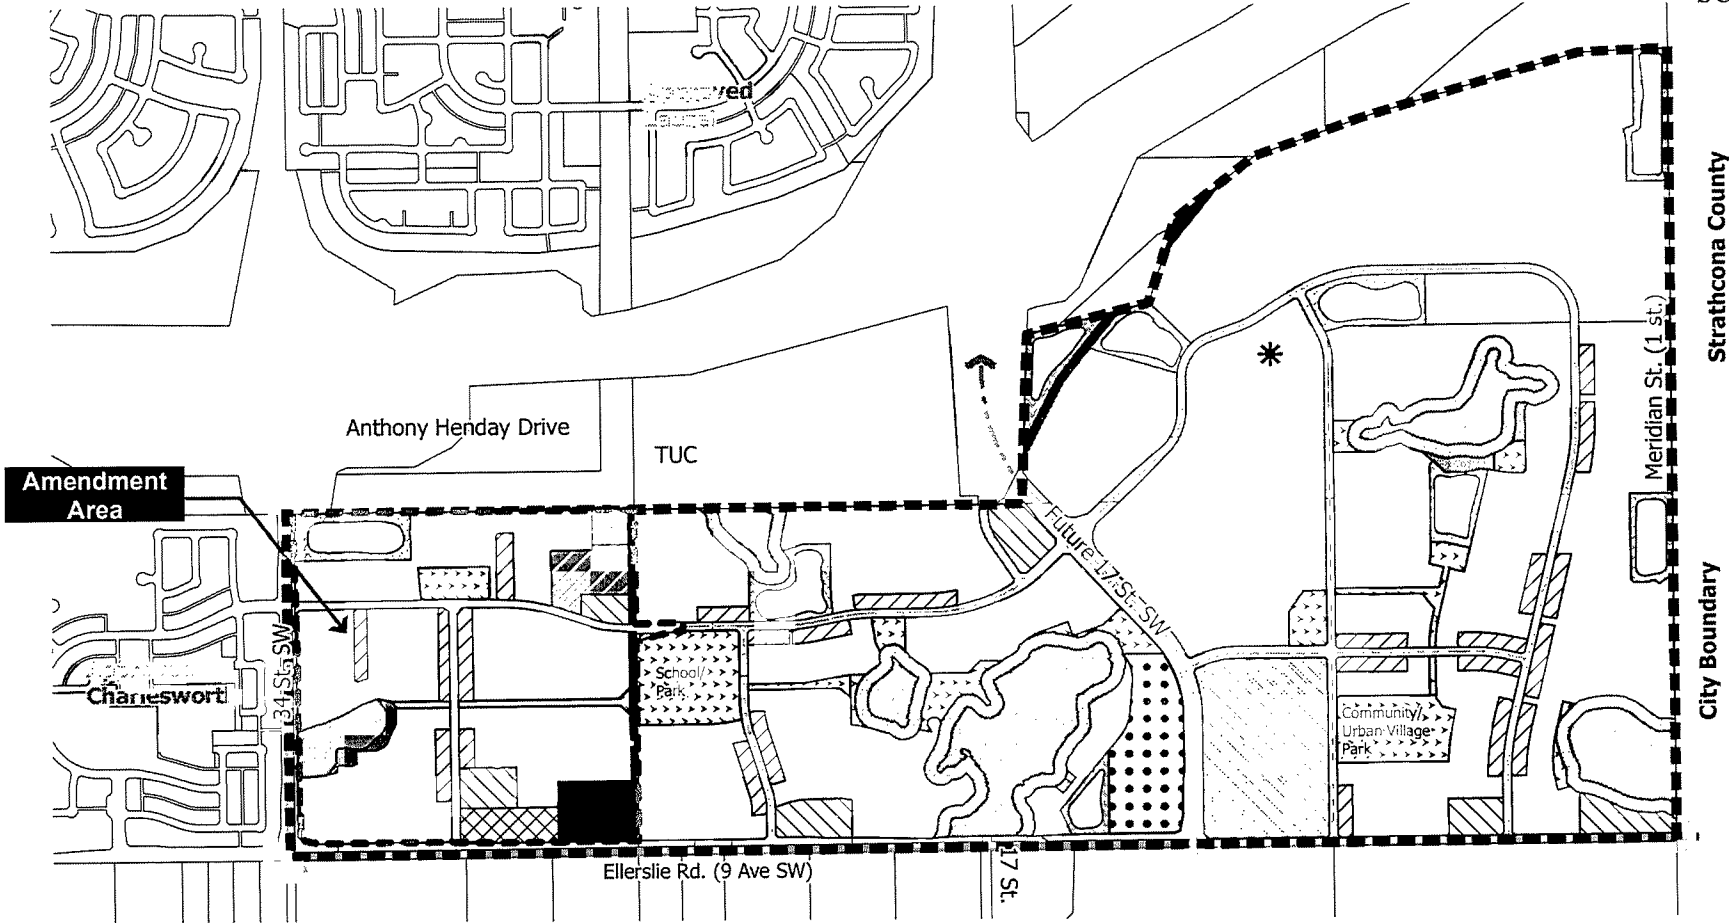 Strathcona County
Meridian St. (1 st.)
Anthony Henday Drive
TUC
Amendment
Area
Future 17 St. SW
34 St. SW
School/
Park
Community/
Urban Village
Park
City Boundary
Ellerslie Rd. (9 Ave SW)
17 St.